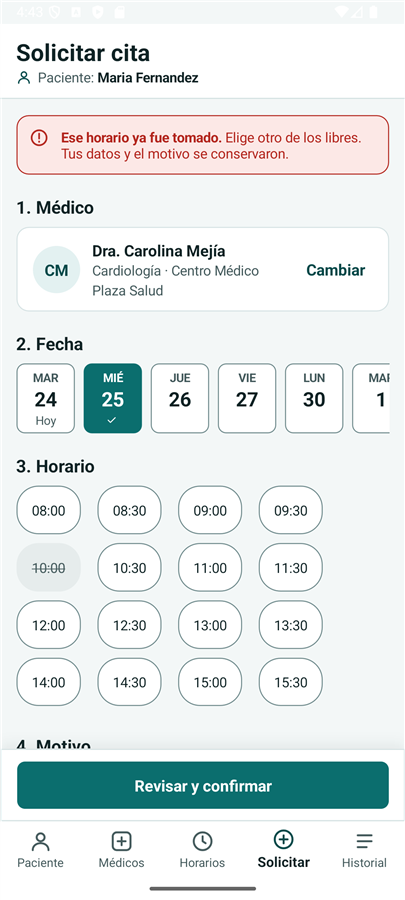 4:43
Solicitar cita
Paciente: Maria Fernandez
Ese horario ya fue tomado. Elige otro de los libres.
Tus datos y el motivo se conservaron.
1. Médico
CM
Dra. Carolina Mejía
Cardiología · Centro Médico
Plaza Salud
Cambiar
2. Fecha
MAR MIÉ JUE VIE LUN MAR
24 25 26 27 30 1
Hoy
3. Horario
08:00 08:30 09:00 09:30
10:00 10:30 11:00 11:30
12:00 12:30 13:00 13:30
14:00 14:30 15:00 15:30
4. Motivo
Revisar y confirmar
Paciente Médicos Horarios Solicitar Historial